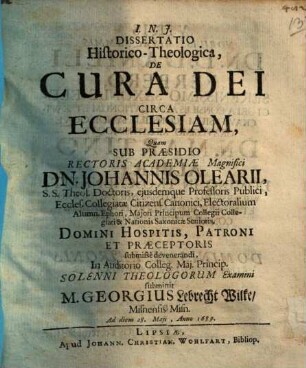 I. N. J.
DISSERTATIO
Historico-Theologica,
DE
CURA DEI
CIRCA
ECCLESIAM,
Quam
SUB PRÆSIDIO
RECTORIS ACADEMIÆ Magnifici
DN. JOHANNIS OLEARII,
S. S. Theol. Doctoris, ejusdemque Professoris Publici,
Eccles. Collegiatæ Citizens. Canonici, Electoralium
Alumn. Ephori, Majori Principum Collegii Colle-
giati & Nationis Saxonicæ Senioris,
DOMINI HOSPITIS, PATRONI
ET PRÆCEPTORIS
submissè devenerandi,
In Auditorio Colleg. Maj. Princip.
SOLENNI THEOLOGORUM Examini
submittit
M. GEORGIUS Lebrecht Wilke/
Misnensis Misn.
Ad diem 18. Maji, Anno
LIPSIÆ,
Apud JOHANN. CHRISTIAN. WOHLFART, Bibliop.